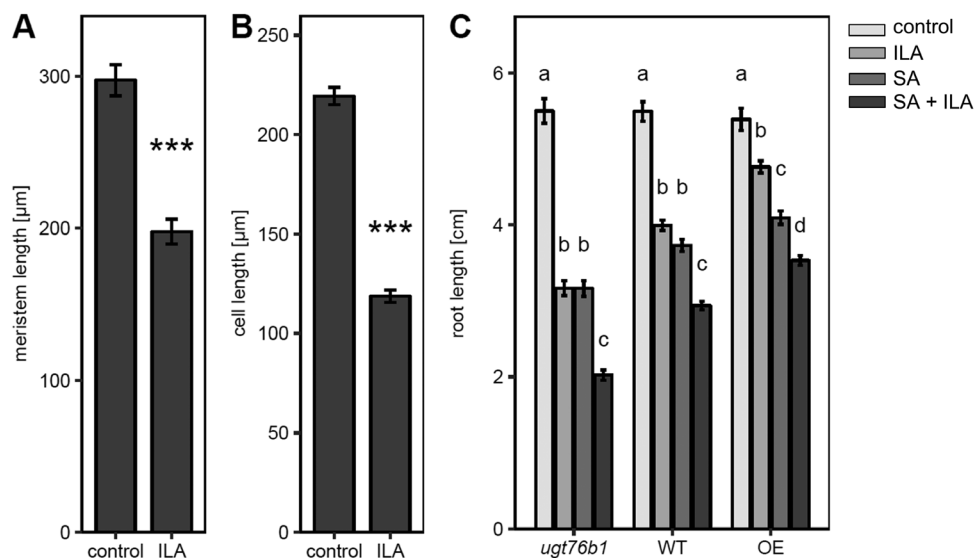 A
meristem length [µm]
300
200
100
0
***
control ILA
B
cell length [µm]
250
200
150
100
50
0
***
control ILA
C
root length [cm]
6
4
2
0
a
b b
c
a
b b
c
a
b
c
d
ugt76b1 WT OE
control
ILA
SA
SA + ILA